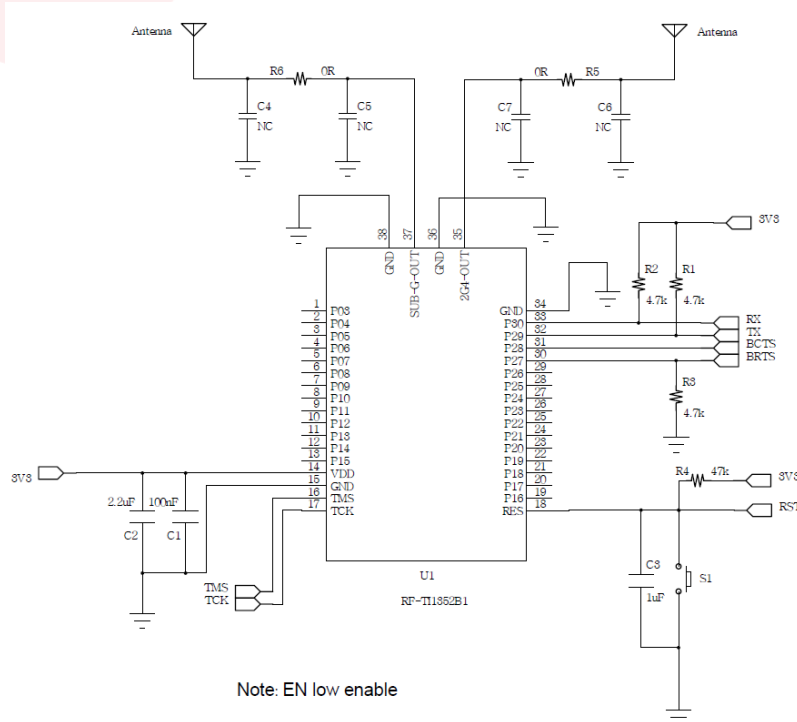 Antenna
Antenna
R6 0R
0R R5
C4
NC
C5
NC
C7
NC
C6
NC
38
37
36
35
GND
SUB-G-OUT
GND
2G4-OUT
3V3
R2
4.7k
R1
4.7k
1 P03
2 P04
3 P05
4 P06
5 P07
6 P08
7 P09
8 P10
9 P11
10 P12
11 P13
12 P14
13 P15
14 VDD
15 GND
16 TMS
17 TCK
GND 34
P30 33
P29 32
P28 31
P27 30
P26 29
P25 28
P24 27
P23 26
P22 25
P21 24
P20 23
P19 22
P18 21
P17 20
P16 19
RES 18
RX
TX
BCTS
BRTS
R3
4.7k
3V3
2.2uF
C2
100nF
C1
TMS
TCK
R4 47k
3V3
RST
C3
1uF
S1
U1
RF-TI1352B1
Note: EN low enable